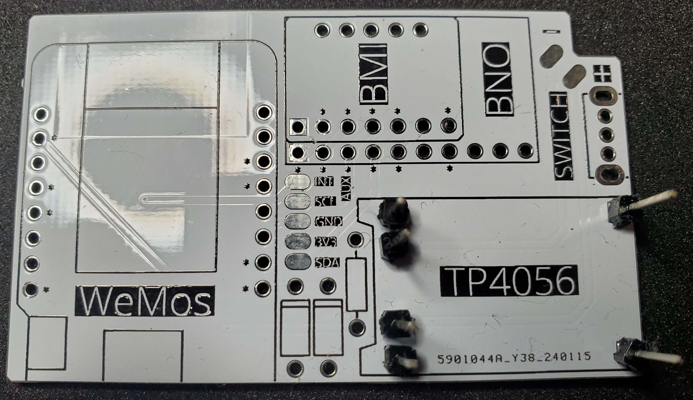 BMI
BNO
SWITCH
INT
SCL
AUX
GND
3V3
SDA
WeMos
TP4056
5901044A_Y38_240115